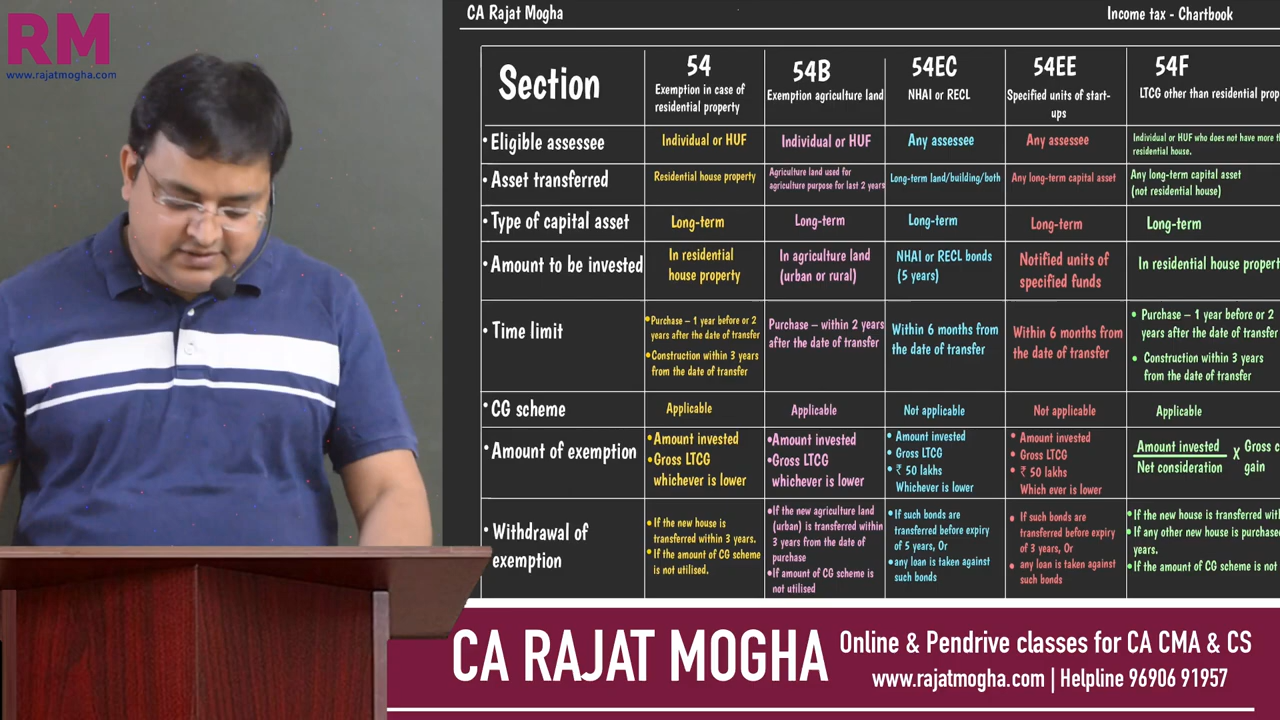 RM
www.rajatmogha.com
CA Rajat Mogha
Income tax - Chartbook
Section
54
Exemption in case of
residential property
54B
Exemption agriculture land
54EC
NHAI or RECL
54EE
Specified units of start-
ups
54F
LTCG other than residential prop
• Eligible assessee
Individual or HUF
Individual or HUF
Any assessee
Any assessee
Individual or HUF who does not have more th
residential house.
• Asset transferred
Residential house property
Agriculture land used for
agriculture purpose for last 2 years
Long-term land/building/both
Any long-term capital asset
Any long-term capital asset
(not residential house)
• Type of capital asset
Long-term
Long-term
Long-term
Long-term
Long-term
• Amount to be invested
In residential
house property
In agriculture land
(urban or rural)
NHAI or RECL bonds
(5 years)
Notified units of
specified funds
In residential house propert
• Time limit
• Purchase – 1 year before or 2
years after the date of transfer
• Construction within 3 years
from the date of transfer
Purchase – within 2 years
after the date of transfer
Within 6 months from
the date of transfer
Within 6 months from
the date of transfer
• Purchase – 1 year before or 2
years after the date of transfer
• Construction within 3 years
from the date of transfer
• CG scheme
Applicable
Applicable
Not applicable
Not applicable
Applicable
• Amount of exemption
• Amount invested
• Gross LTCG
whichever is lower
• Amount invested
• Gross LTCG
whichever is lower
• Amount invested
• Gross LTCG
• ₹ 50 lakhs
Whichever is lower
• Amount invested
• Gross LTCG
• ₹ 50 lakhs
Which ever is lower
Amount invested
Net consideration
X
Gross c
gain
• Withdrawal of
exemption
• If the new house is
transferred within 3 years.
• If the amount of CG scheme
is not utilised.
• If the new agriculture land
(urban) is transferred within
3 years from the date of
purchase
• If amount of CG scheme is
not utilised
• If such bonds are
transferred before expiry
of 5 years, Or
• any loan is taken against
such bonds
• If such bonds are
transferred before expiry
of 3 years, Or
• any loan is taken against
such bonds
• If the new house is transferred wit
• If any other new house is purchase
years.
• If the amount of CG scheme is not
CA RAJAT MOGHA
Online & Pendrive classes for CA CMA & CS
www.rajatmogha.com | Helpline 96906 91957